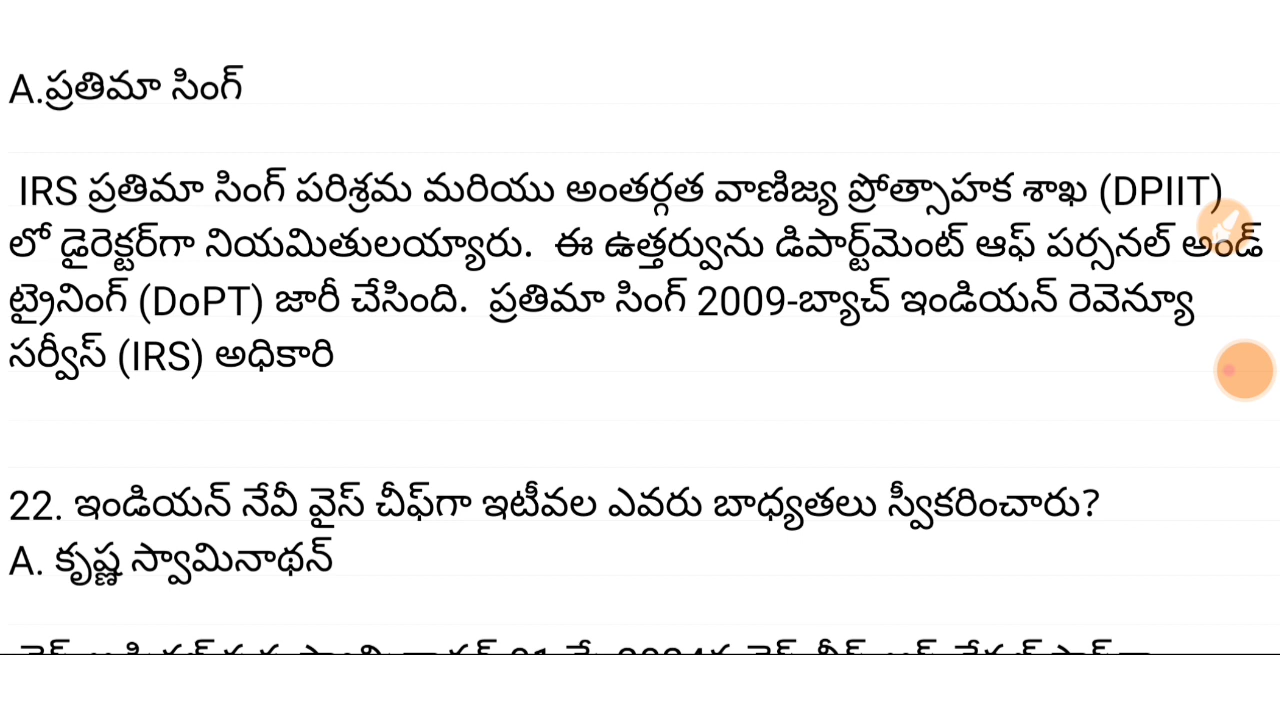 A.ప్రతిమా సింగ్
IRS ప్రతిమా సింగ్ పరిశ్రమ మరియు అంతర్గత వాణిజ్య ప్రోత్సాహక శాఖ (DPIIT)
లో డైరెక్టర్‌గా నియమితులయ్యారు. ఈ ఉత్తర్వును డిపార్ట్‌మెంట్ ఆఫ్ పర్సనల్ అండ్
ట్రైనింగ్ (DoPT) జారీ చేసింది. ప్రతిమా సింగ్ 2009-బ్యాచ్ ఇండియన్ రెవెన్యూ
సర్వీస్ (IRS) అధికారి
22. ఇండియన్ నేవీ వైస్ చీఫ్‌గా ఇటీవల ఎవరు బాధ్యతలు స్వీకరించారు?
A. కృష్ణ స్వామినాథన్